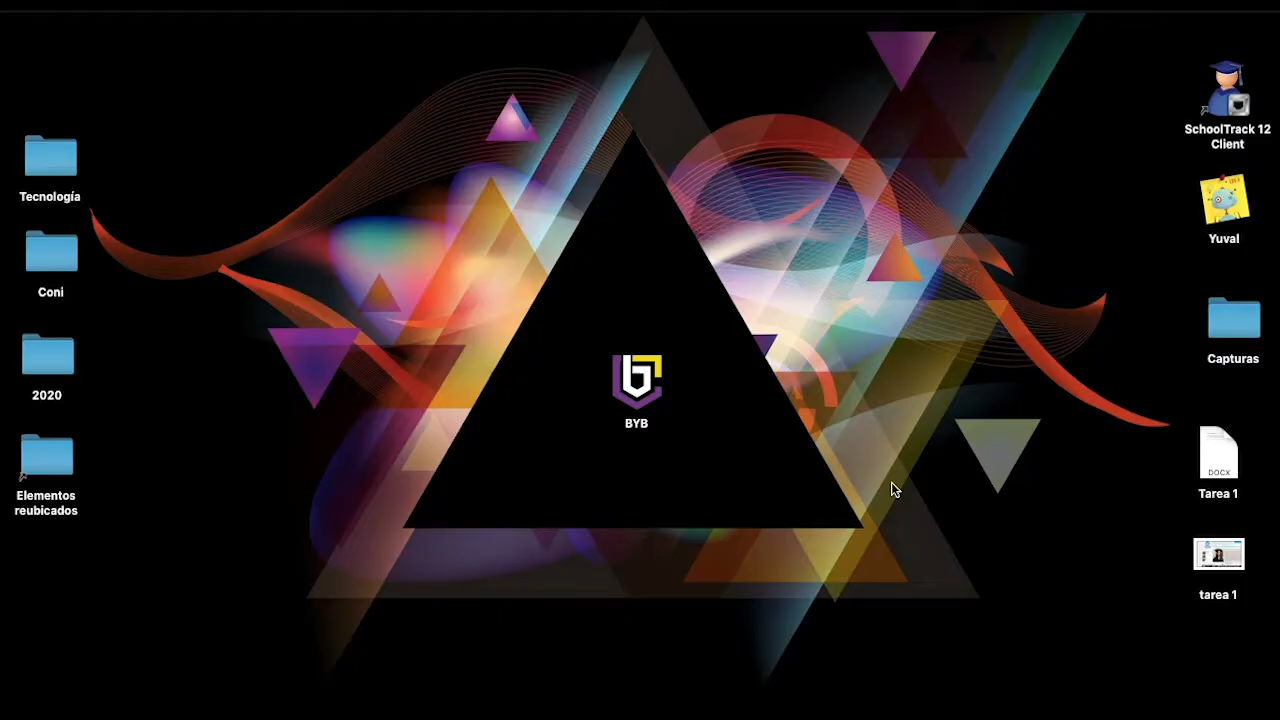 Tecnología
Coni
2020
Elementos
reubicados
BYB
SchoolTrack 12
Client
Yuval
Capturas
DOCX
Tarea 1
tarea 1